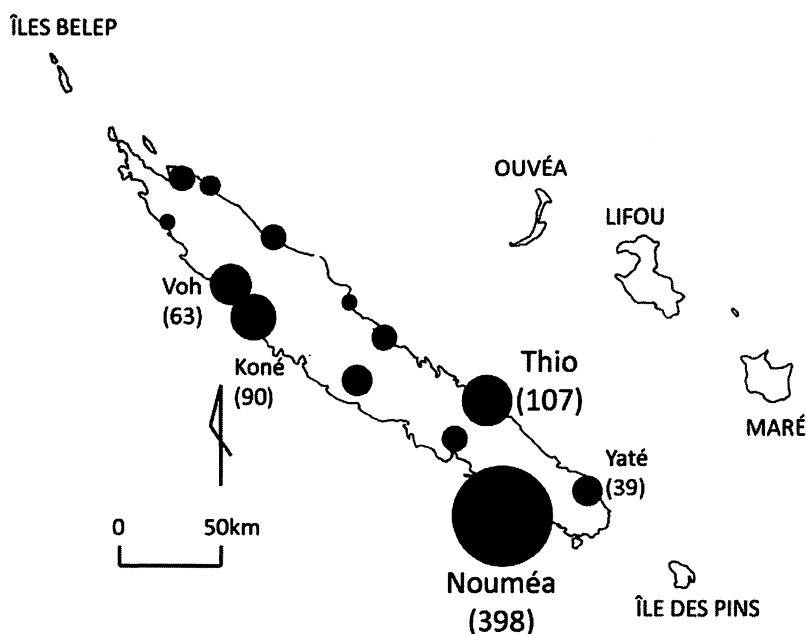 ÎLES BELEP
OUVÉA
LIFOU
Voh
(63)
Koné
(90)
Thio
(107)
MARÉ
Yaté
(39)
0 50km
Nouméa
(398)
ÎLE DES PINS